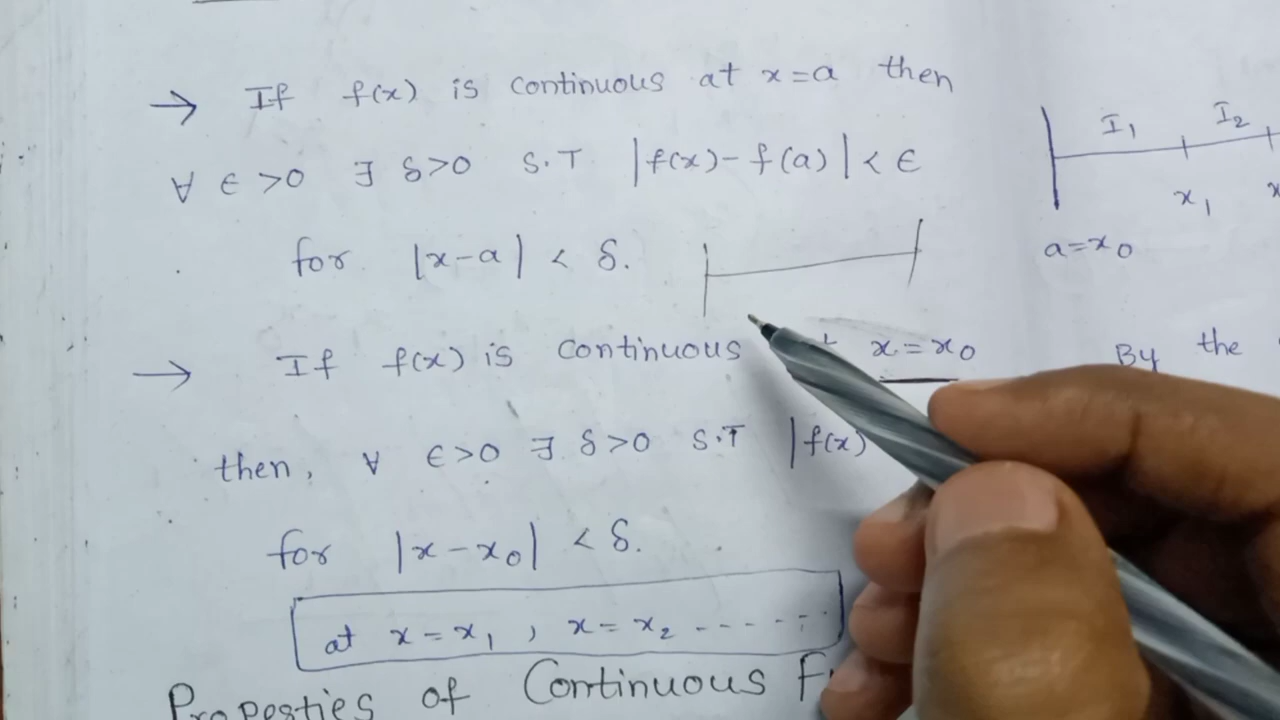 → If f(x) is continuous at x=a then
∀ ϵ >0 ∃ δ>0 S.T |f(x)- f(a)| < ϵ
for |x-a| < δ.
→ If f(x) is continuous x=x₀
then, ∀ ϵ>0 ∃ δ>0 S.T |f(x)
for |x-x₀| < δ.
at x=x₁ , x=x₂ ------
Properties of Continuous F
I₁ I₂
x₁
a=x₀
By the